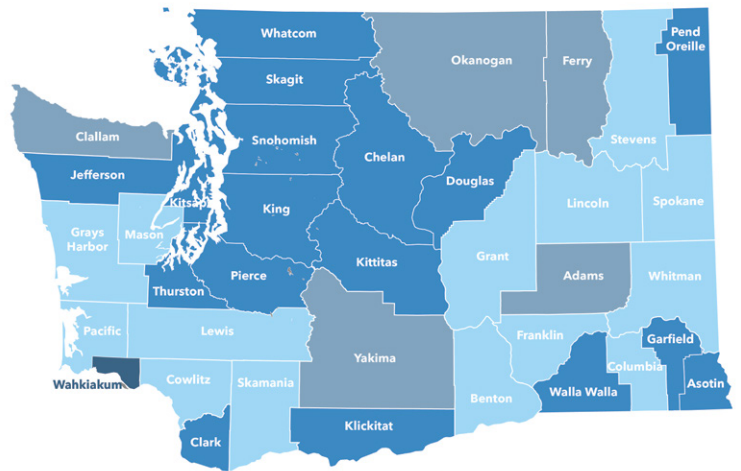 Whatcom
Pend
Oreille
Okanogan
Ferry
Skagit
Clallam
Snohomish
Stevens
Chelan
Jefferson
Douglas
Kitsap
King
Lincoln
Spokane
Grays
Harbor
Mason
Grant
Kittitas
Pierce
Adams
Whitman
Thurston
Pacific
Lewis
Franklin
Garfield
Yakima
Columbia
Wahkiakum
Cowlitz
Skamania
Asotin
Walla Walla
Benton
Klickitat
Clark